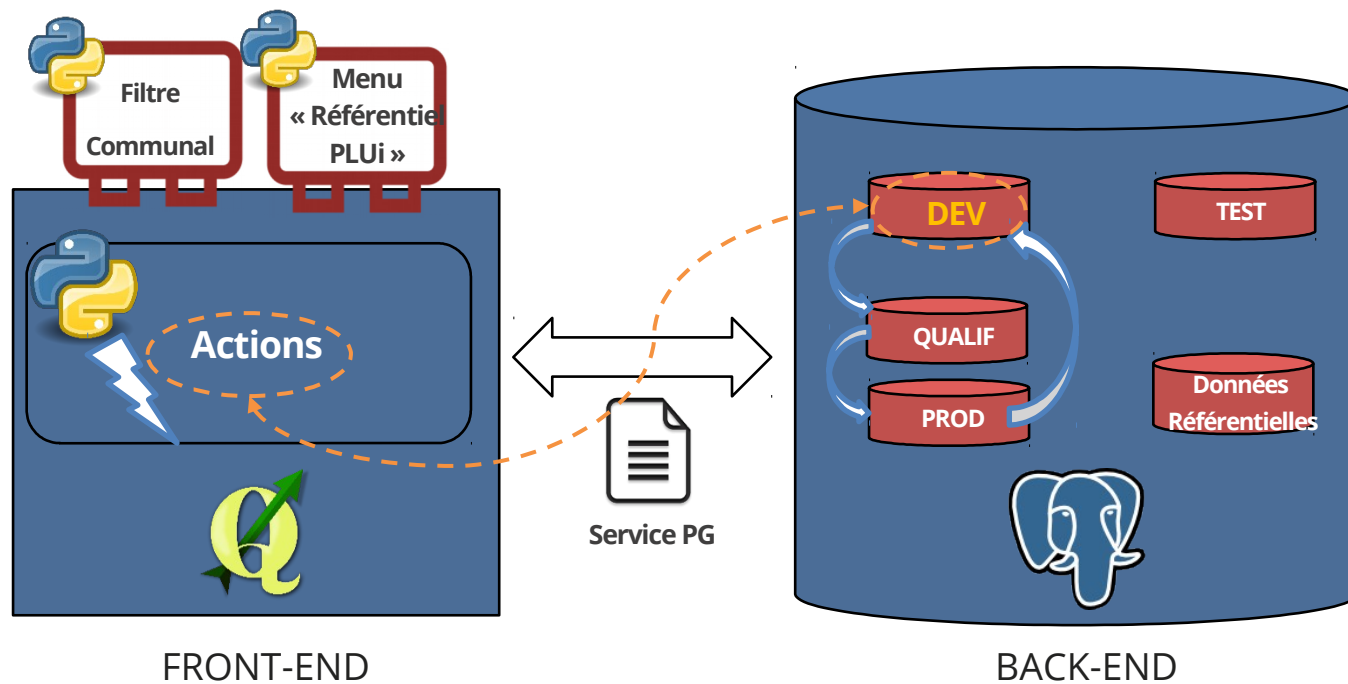 Filtre
Communal
Menu
« Référentiel
PLUi »
Actions
Service PG
DEV
TEST
QUALIF
PROD
Données
Référentielles
FRONT-END
BACK-END